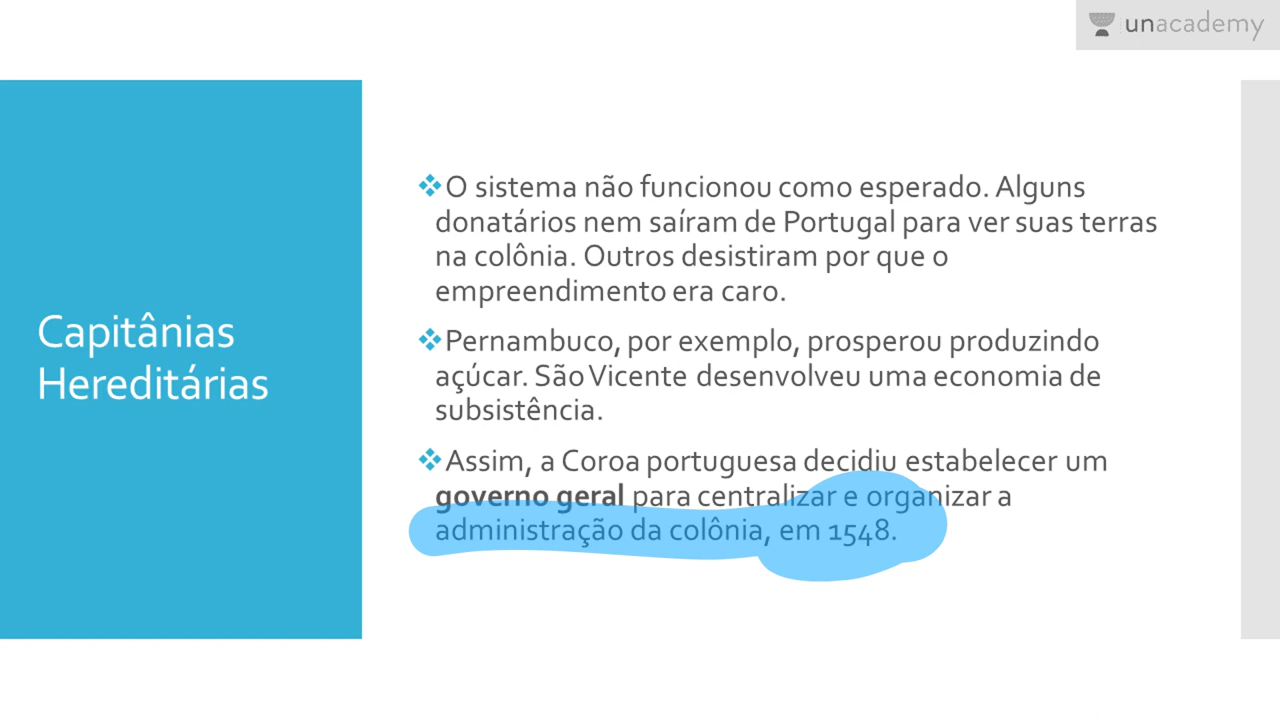 unacademy
Capitânias
Hereditárias
O sistema não funcionou como esperado. Alguns
donatários nem saíram de Portugal para ver suas terras
na colônia. Outros desistiram por que o
empreendimento era caro.
Pernambuco, por exemplo, prosperou produzindo
açúcar. São Vicente desenvolveu uma economia de
subsistência.
Assim, a Coroa portuguesa decidiu estabelecer um
governo geral para centralizar e organizar a
administração da colônia, em 1548.